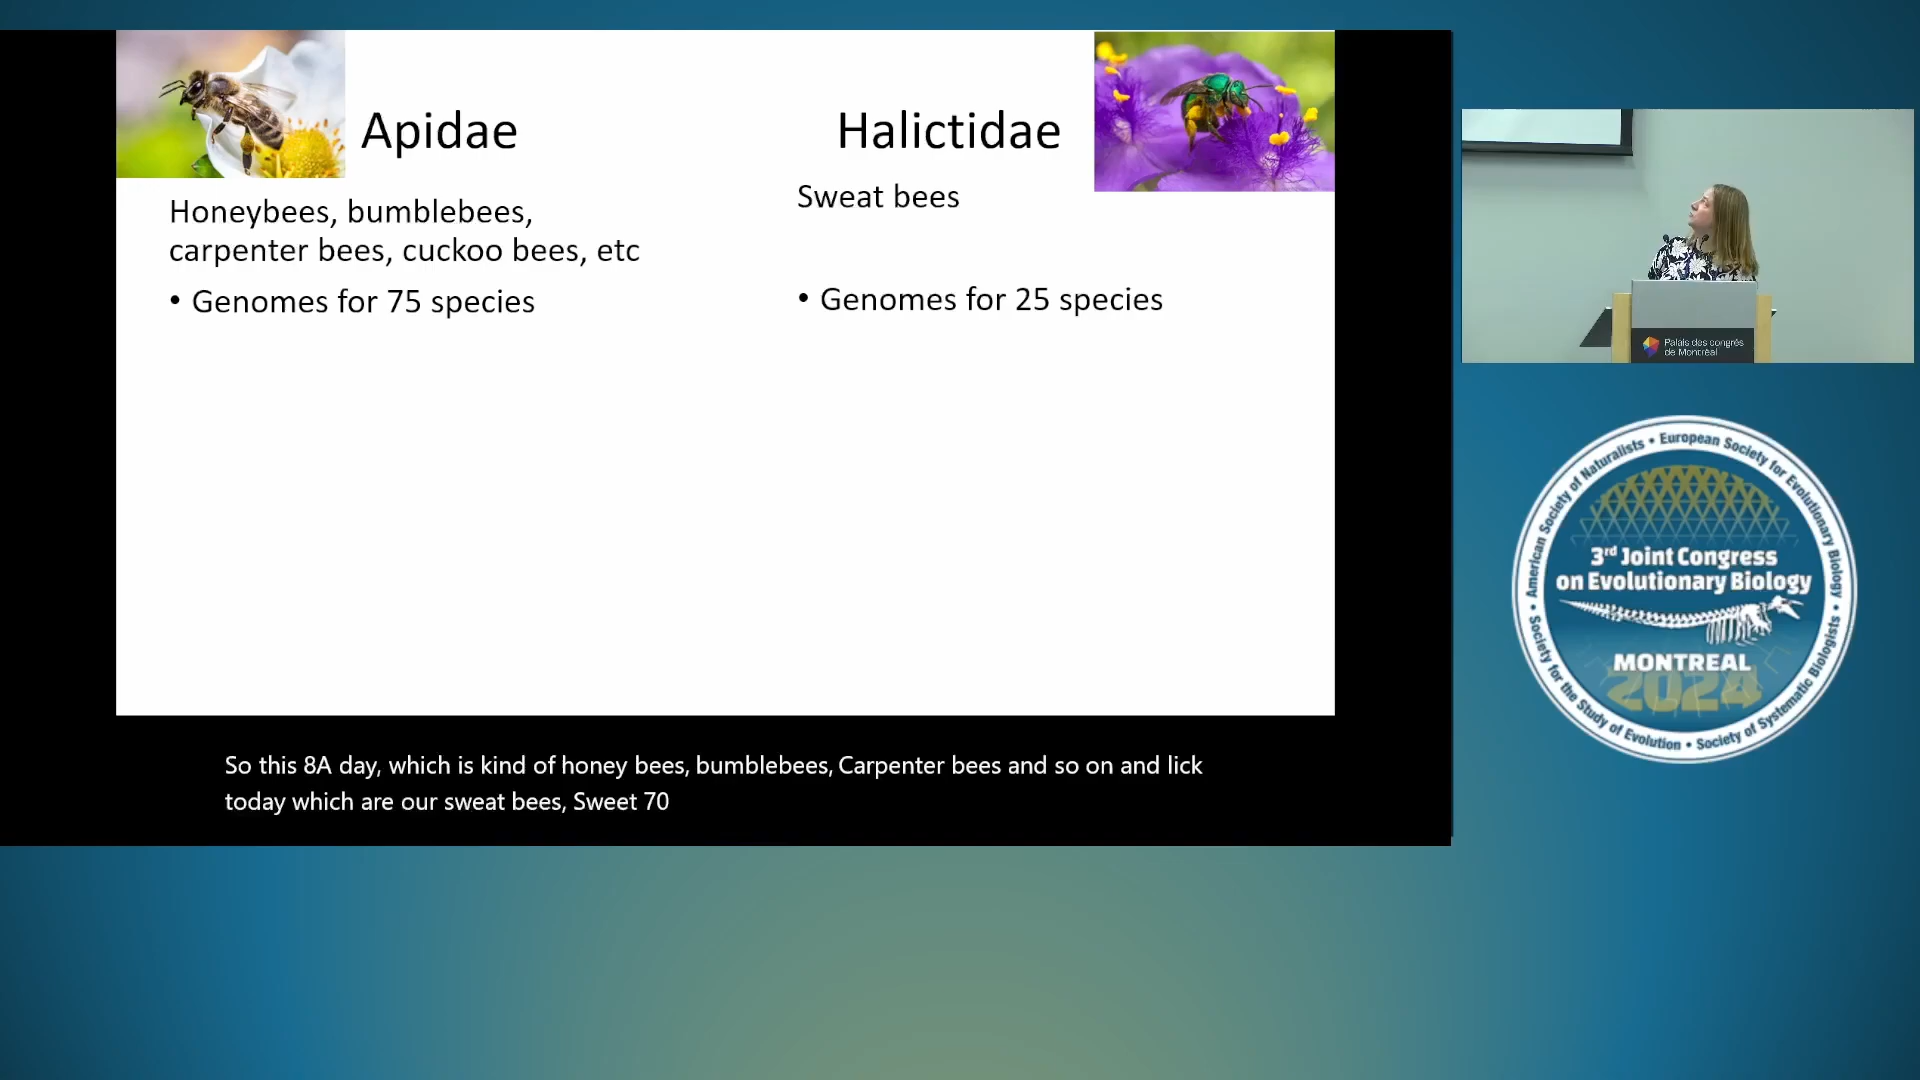 Apidae
Honeybees, bumblebees,
carpenter bees, cuckoo bees, etc
• Genomes for 75 species
Halictidae
Sweat bees
• Genomes for 25 species
So this 8A day, which is kind of honey bees, bumblebees, Carpenter bees and so on and lick
today which are our sweat bees, Sweet 70
Palais des congrès
de Montréal
American Society of Naturalists • European Society for Evolutionary Biology •
Society for the Study of Evolution • Society of Systematic Biologists •
3rd Joint Congress
on Evolutionary Biology
MONTREAL
2024